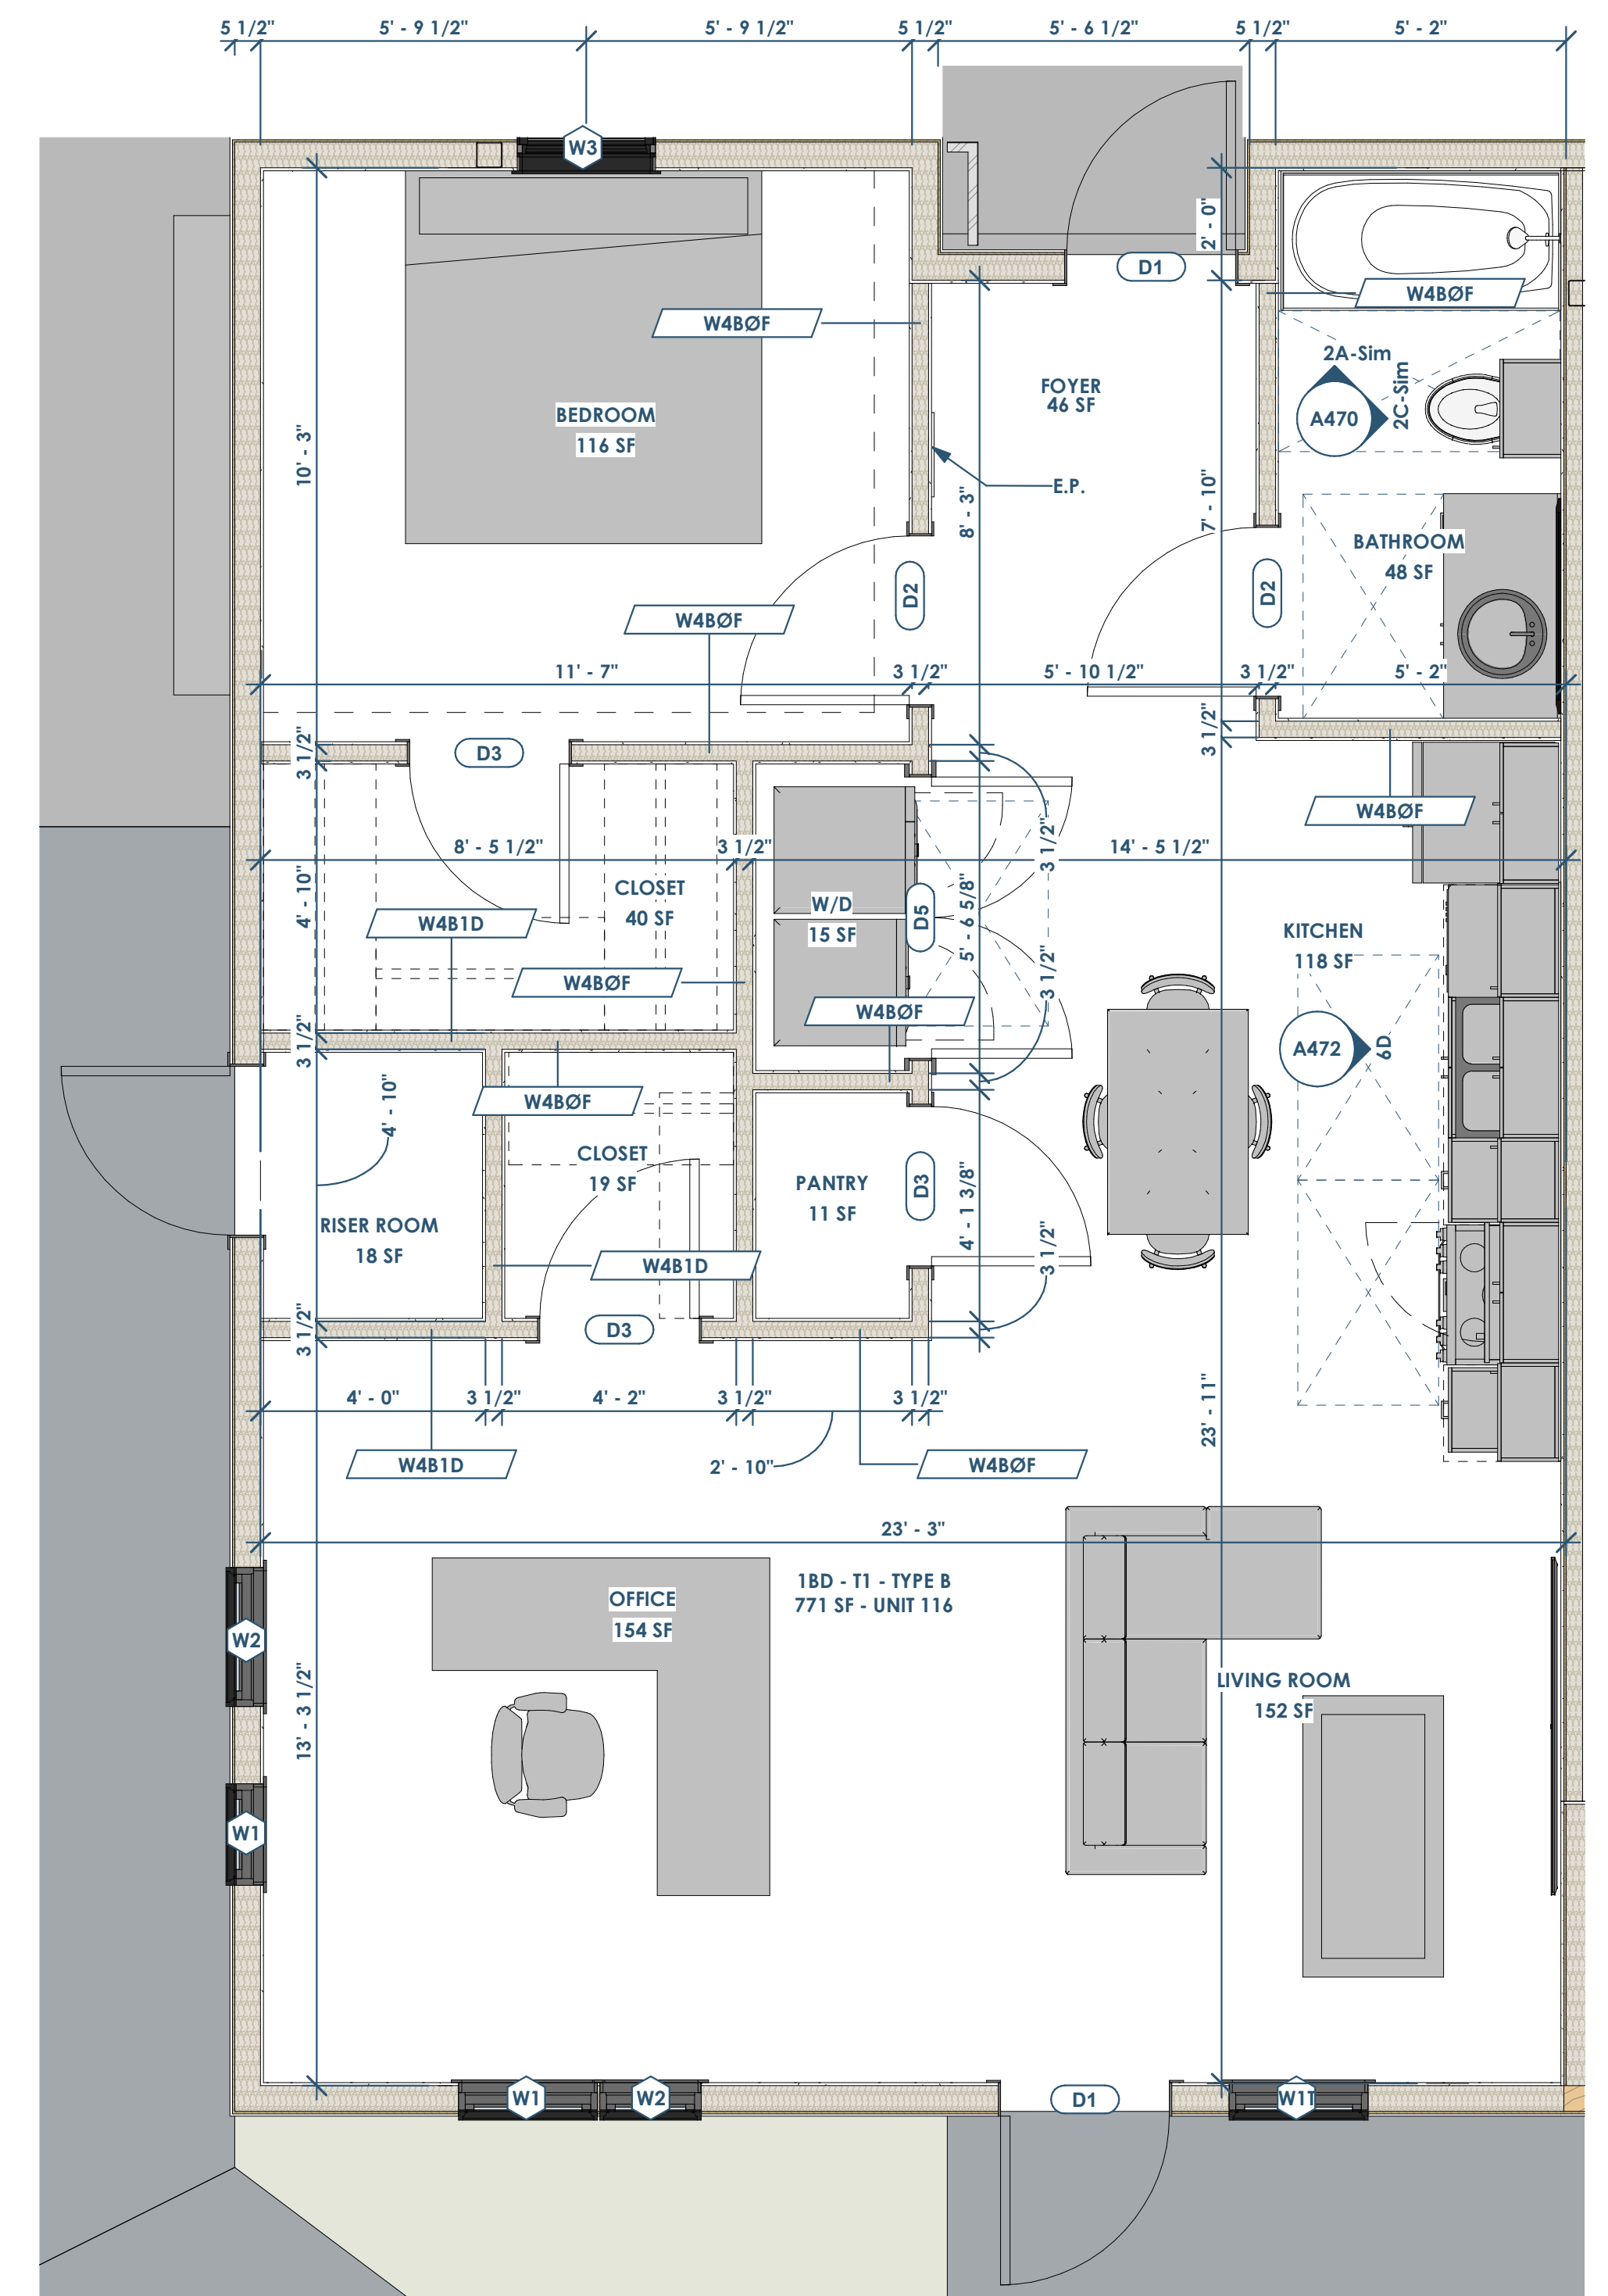 5 1/2" 5' - 9 1/2" 5' - 9 1/2" 5 1/2" 5' - 6 1/2" 5 1/2" 5' - 2"
W3
2' - 0"
D1
W4BØF
W4BØF
2A-Sim
2C-Sim
A470
FOYER
46 SF
BEDROOM
116 SF
10' - 3"
E.P.
8' - 3"
7' - 10"
BATHROOM
48 SF
D2
D2
W4BØF
11' - 7" 3 1/2" 5' - 10 1/2" 3 1/2" 5' - 2"
3 1/2"
3 1/2"
D3
W4BØF
8' - 5 1/2" 3 1/2" 14' - 5 1/2"
3 1/2"
4' - 10"
CLOSET
40 SF
W/D
15 SF
D5
5' - 6 5/8"
W4B1D
KITCHEN
118 SF
W4BØF
3 1/2"
W4BØF
3 1/2"
A472
6D
4' - 10"
W4BØF
CLOSET
19 SF
PANTRY
11 SF
D3
4' - 1 3/8"
RISER ROOM
18 SF
3 1/2"
W4B1D
3 1/2"
D3
4' - 0" 3 1/2" 4' - 2" 3 1/2" 3 1/2"
23' - 11"
W4B1D
2' - 10"
W4BØF
23' - 3"
1BD - T1 - TYPE B
771 SF - UNIT 116
OFFICE
154 SF
W2
LIVING ROOM
152 SF
13' - 3 1/2"
W1
W1
W2
D1
W1T